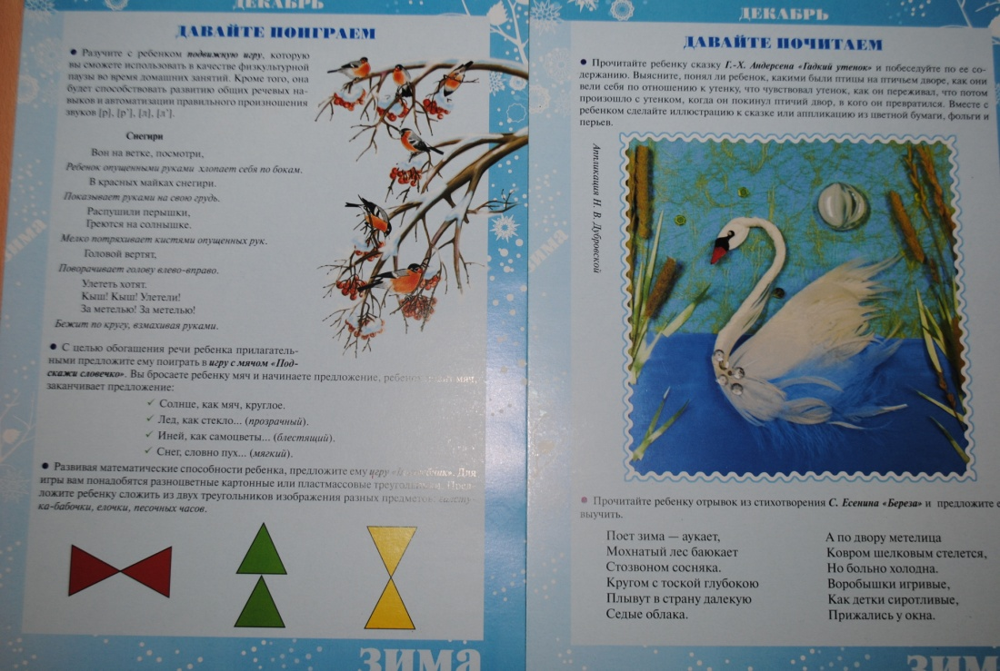 ДЕКАБРЬ
ДАВАЙТЕ ПОИГРАЕМ
• Разучите с ребенком подвижную игру, которую
вы сможете использовать в качестве физкультурной
паузы во время домашних занятий. Кроме того, она
будет способствовать развитию общих речевых на-
выков и автоматизации правильного произношения
звуков [р], [р’], [л], [л’].
Снегири
Вон на ветке, посмотри,
Ребенок опущенными руками хлопает себя по бокам.
В красных майках снегири.
Показывает руками на свою грудь.
Распушили перышки,
Греются на солнышке.
Мелко потряхивает кистями опущенных рук.
Головой вертят,
Поворачивает голову влево-вправо.
Улететь хотят.
Кыш! Кыш! Улетели!
За метелью! За метелью!
Бежит по кругу, взмахивая руками.
• С целью обогащения речи ребенка прилагатель-
ными предложите ему поиграть в игру с мячом «Под-
скажи словечко». Вы бросаете ребенку мяч и начинаете предложение, мяч,
заканчивает предложение:
✓ Солнце, как мяч, круглое.
✓ Лед, как стекло... (прозрачный).
✓ Иней, как самоцветы... (блестящий).
✓ Снег, словно пух... (мягкий).
• Развивая математические способности ребенка, предложите ему игру Для
игры вам понадобятся разноцветные картонные или пластмассовые Пред-
ложите ребенку сложить из двух треугольников изображения разных предметов:
ка-бабочки, елочки, песочных часов.
зима
зима
ДЕКАБРЬ
ДАВАЙТЕ ПОЧИТАЕМ
• Прочитайте ребенку сказку Г.-Х. Андерсена «Гадкий утенок» и побеседуйте по ее со-
держанию. Выясните, понял ли ребенок, какими были птицы на птичьем дворе, как они
вели себя по отношению к утенку, что чувствовал утенок, как он переживал, что потом
произошло с утенком, когда он покинул птичий двор, в кого он превратился. Вместе с
ребенком сделайте иллюстрацию к сказке или аппликацию из цветной бумаги, фольги и
перьев.
Аппликация Н. В. Дубровской
зима
• Прочитайте ребенку отрывок из стихотворения С. Есенина «Береза» и предложите е
выучить.
Поет зима — аукает,
Мохнатый лес баюкает
Стозвоном сосняка.
Кругом с тоской глубокою
Плывут в страну далекую
Седые облака.
А по двору метелица
Ковром шелковым стелется,
Но больно холодна.
Воробышки игривые,
Как детки сиротливые,
Прижались у окна.
зима